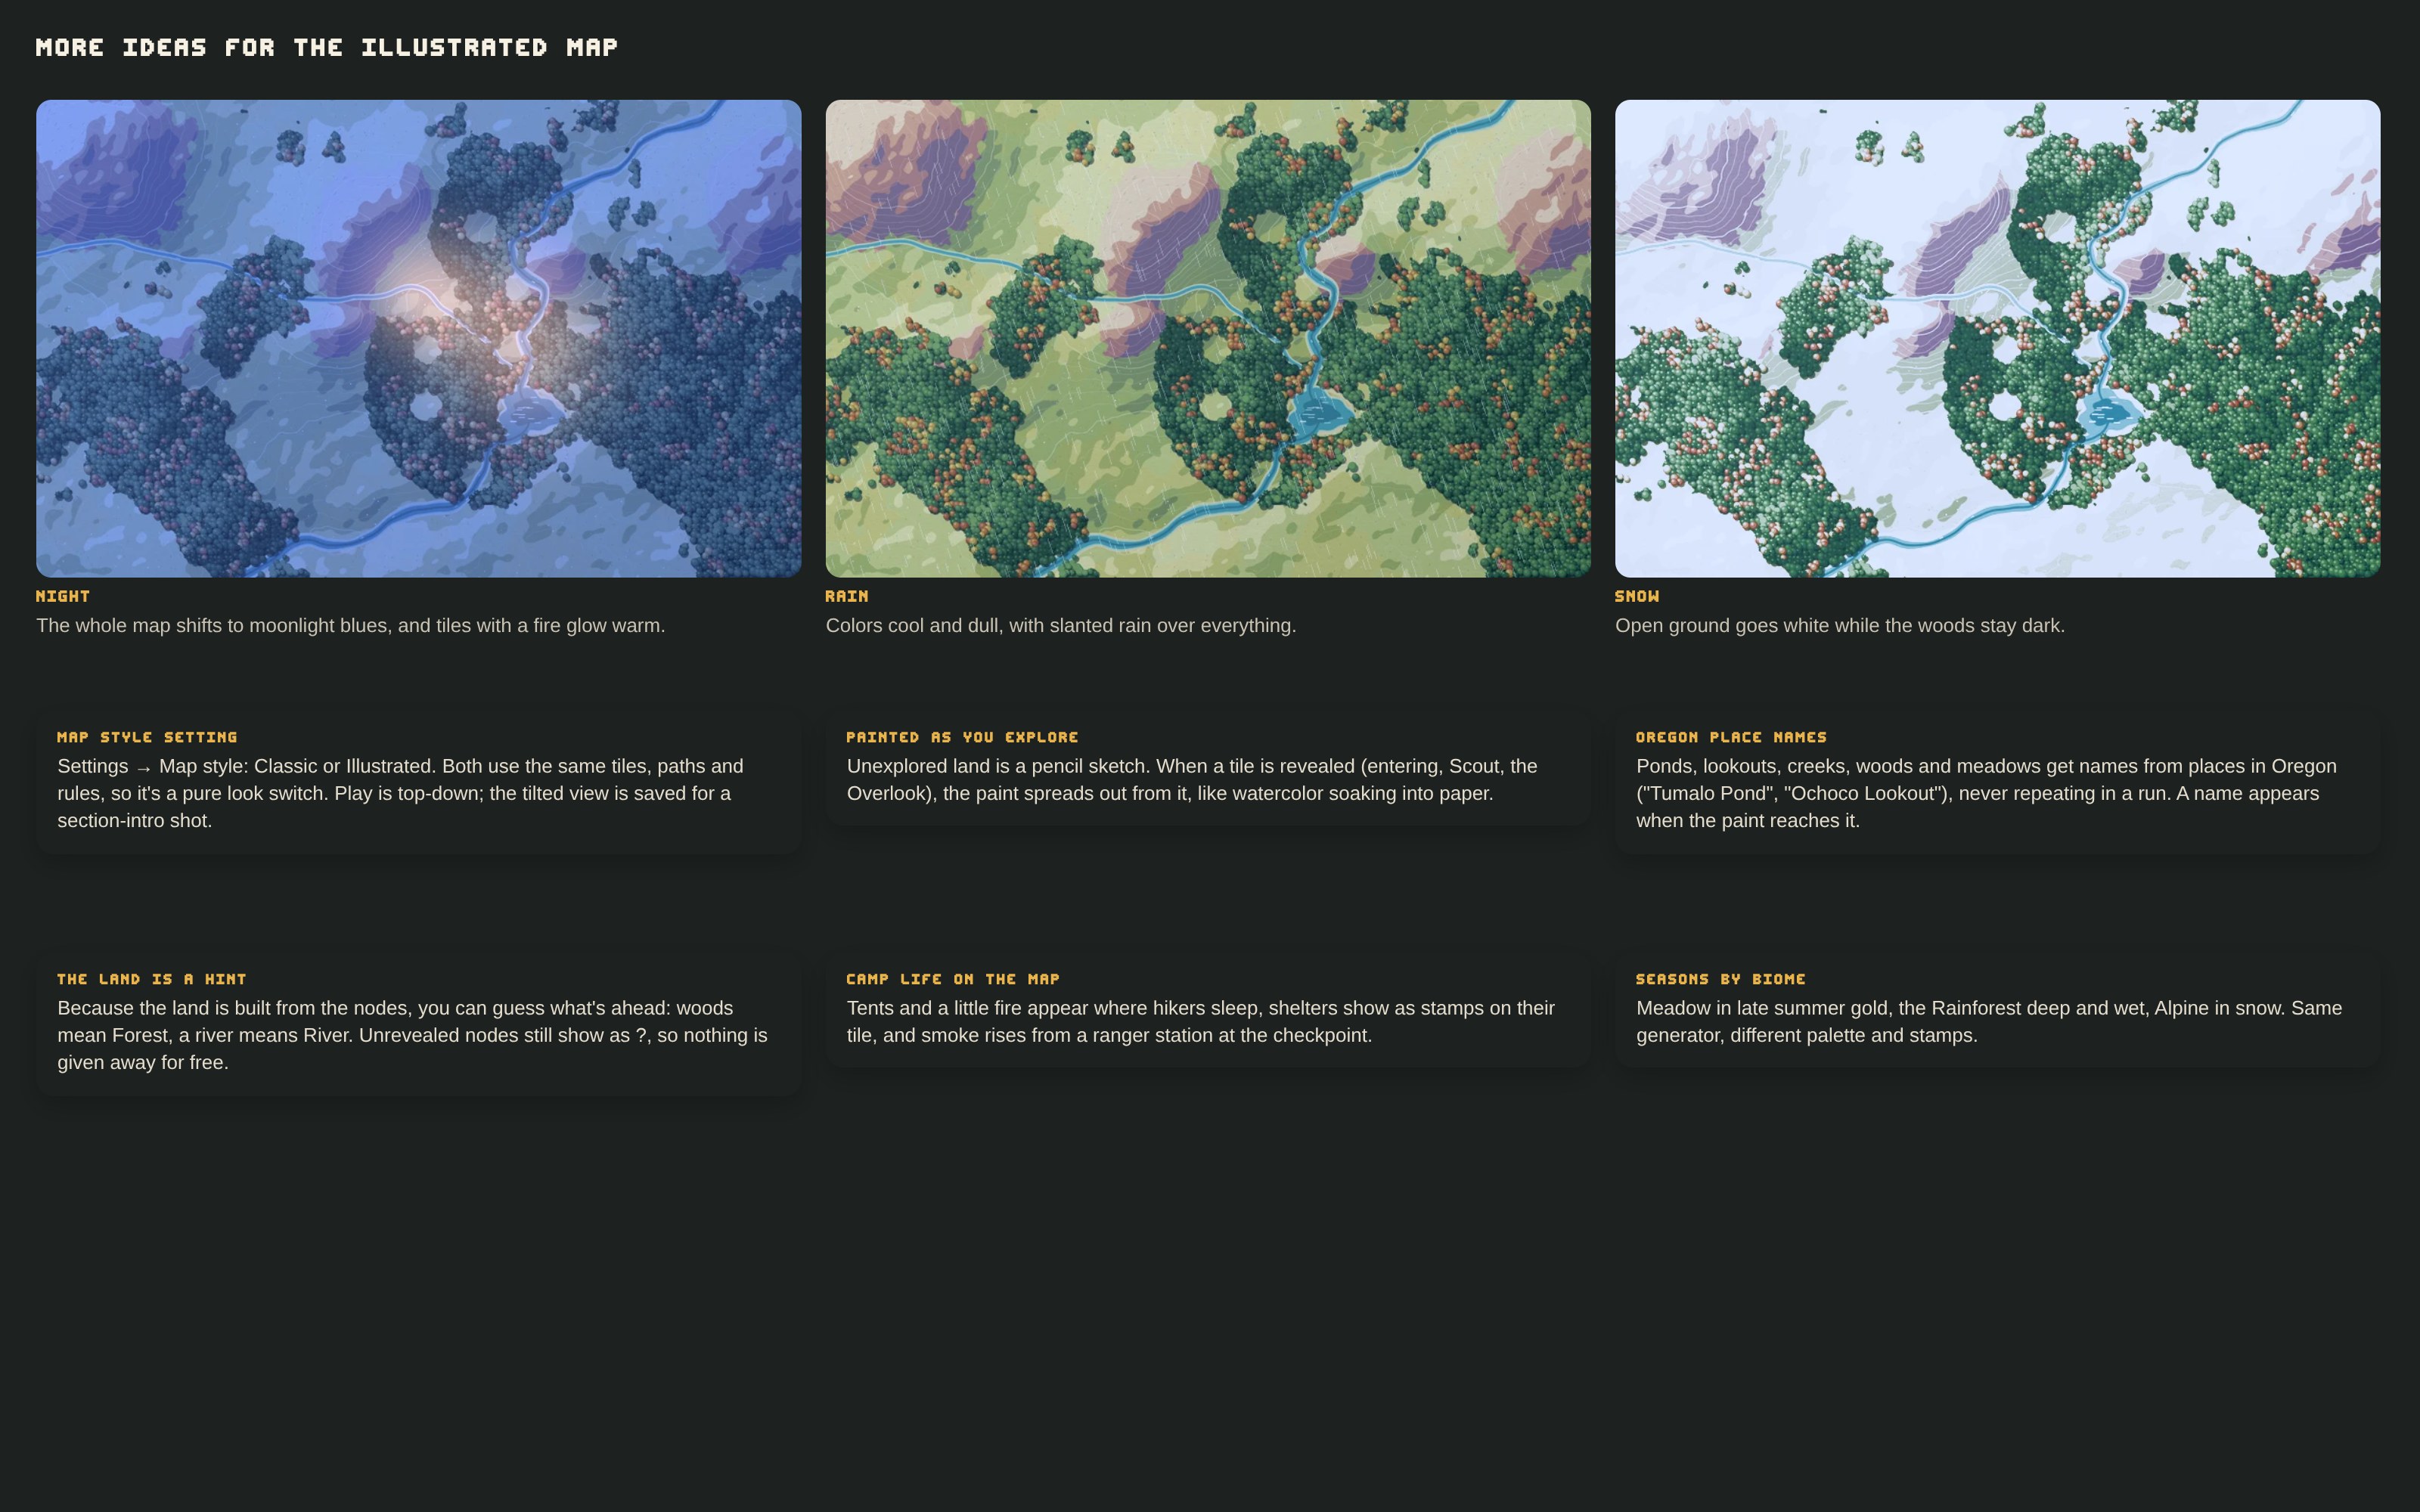 MORE IDEAS FOR THE ILLUSTRATED MAP
NIGHT
The whole map shifts to moonlight blues, and tiles with a fire glow warm.
RAIN
Colors cool and dull, with slanted rain over everything.
SNOW
Open ground goes white while the woods stay dark.
MAP STYLE SETTING
Settings → Map style: Classic or Illustrated. Both use the same tiles, paths and
rules, so it's a pure look switch. Play is top-down; the tilted view is saved for a
section-intro shot.
PAINTED AS YOU EXPLORE
Unexplored land is a pencil sketch. When a tile is revealed (entering, Scout, the
Overlook), the paint spreads out from it, like watercolor soaking into paper.
OREGON PLACE NAMES
Ponds, lookouts, creeks, woods and meadows get names from places in Oregon
("Tumalo Pond", "Ochoco Lookout"), never repeating in a run. A name appears
when the paint reaches it.
THE LAND IS A HINT
Because the land is built from the nodes, you can guess what's ahead: woods
mean Forest, a river means River. Unrevealed nodes still show as ?, so nothing is
given away for free.
CAMP LIFE ON THE MAP
Tents and a little fire appear where hikers sleep, shelters show as stamps on their
tile, and smoke rises from a ranger station at the checkpoint.
SEASONS BY BIOME
Meadow in late summer gold, the Rainforest deep and wet, Alpine in snow. Same
generator, different palette and stamps.